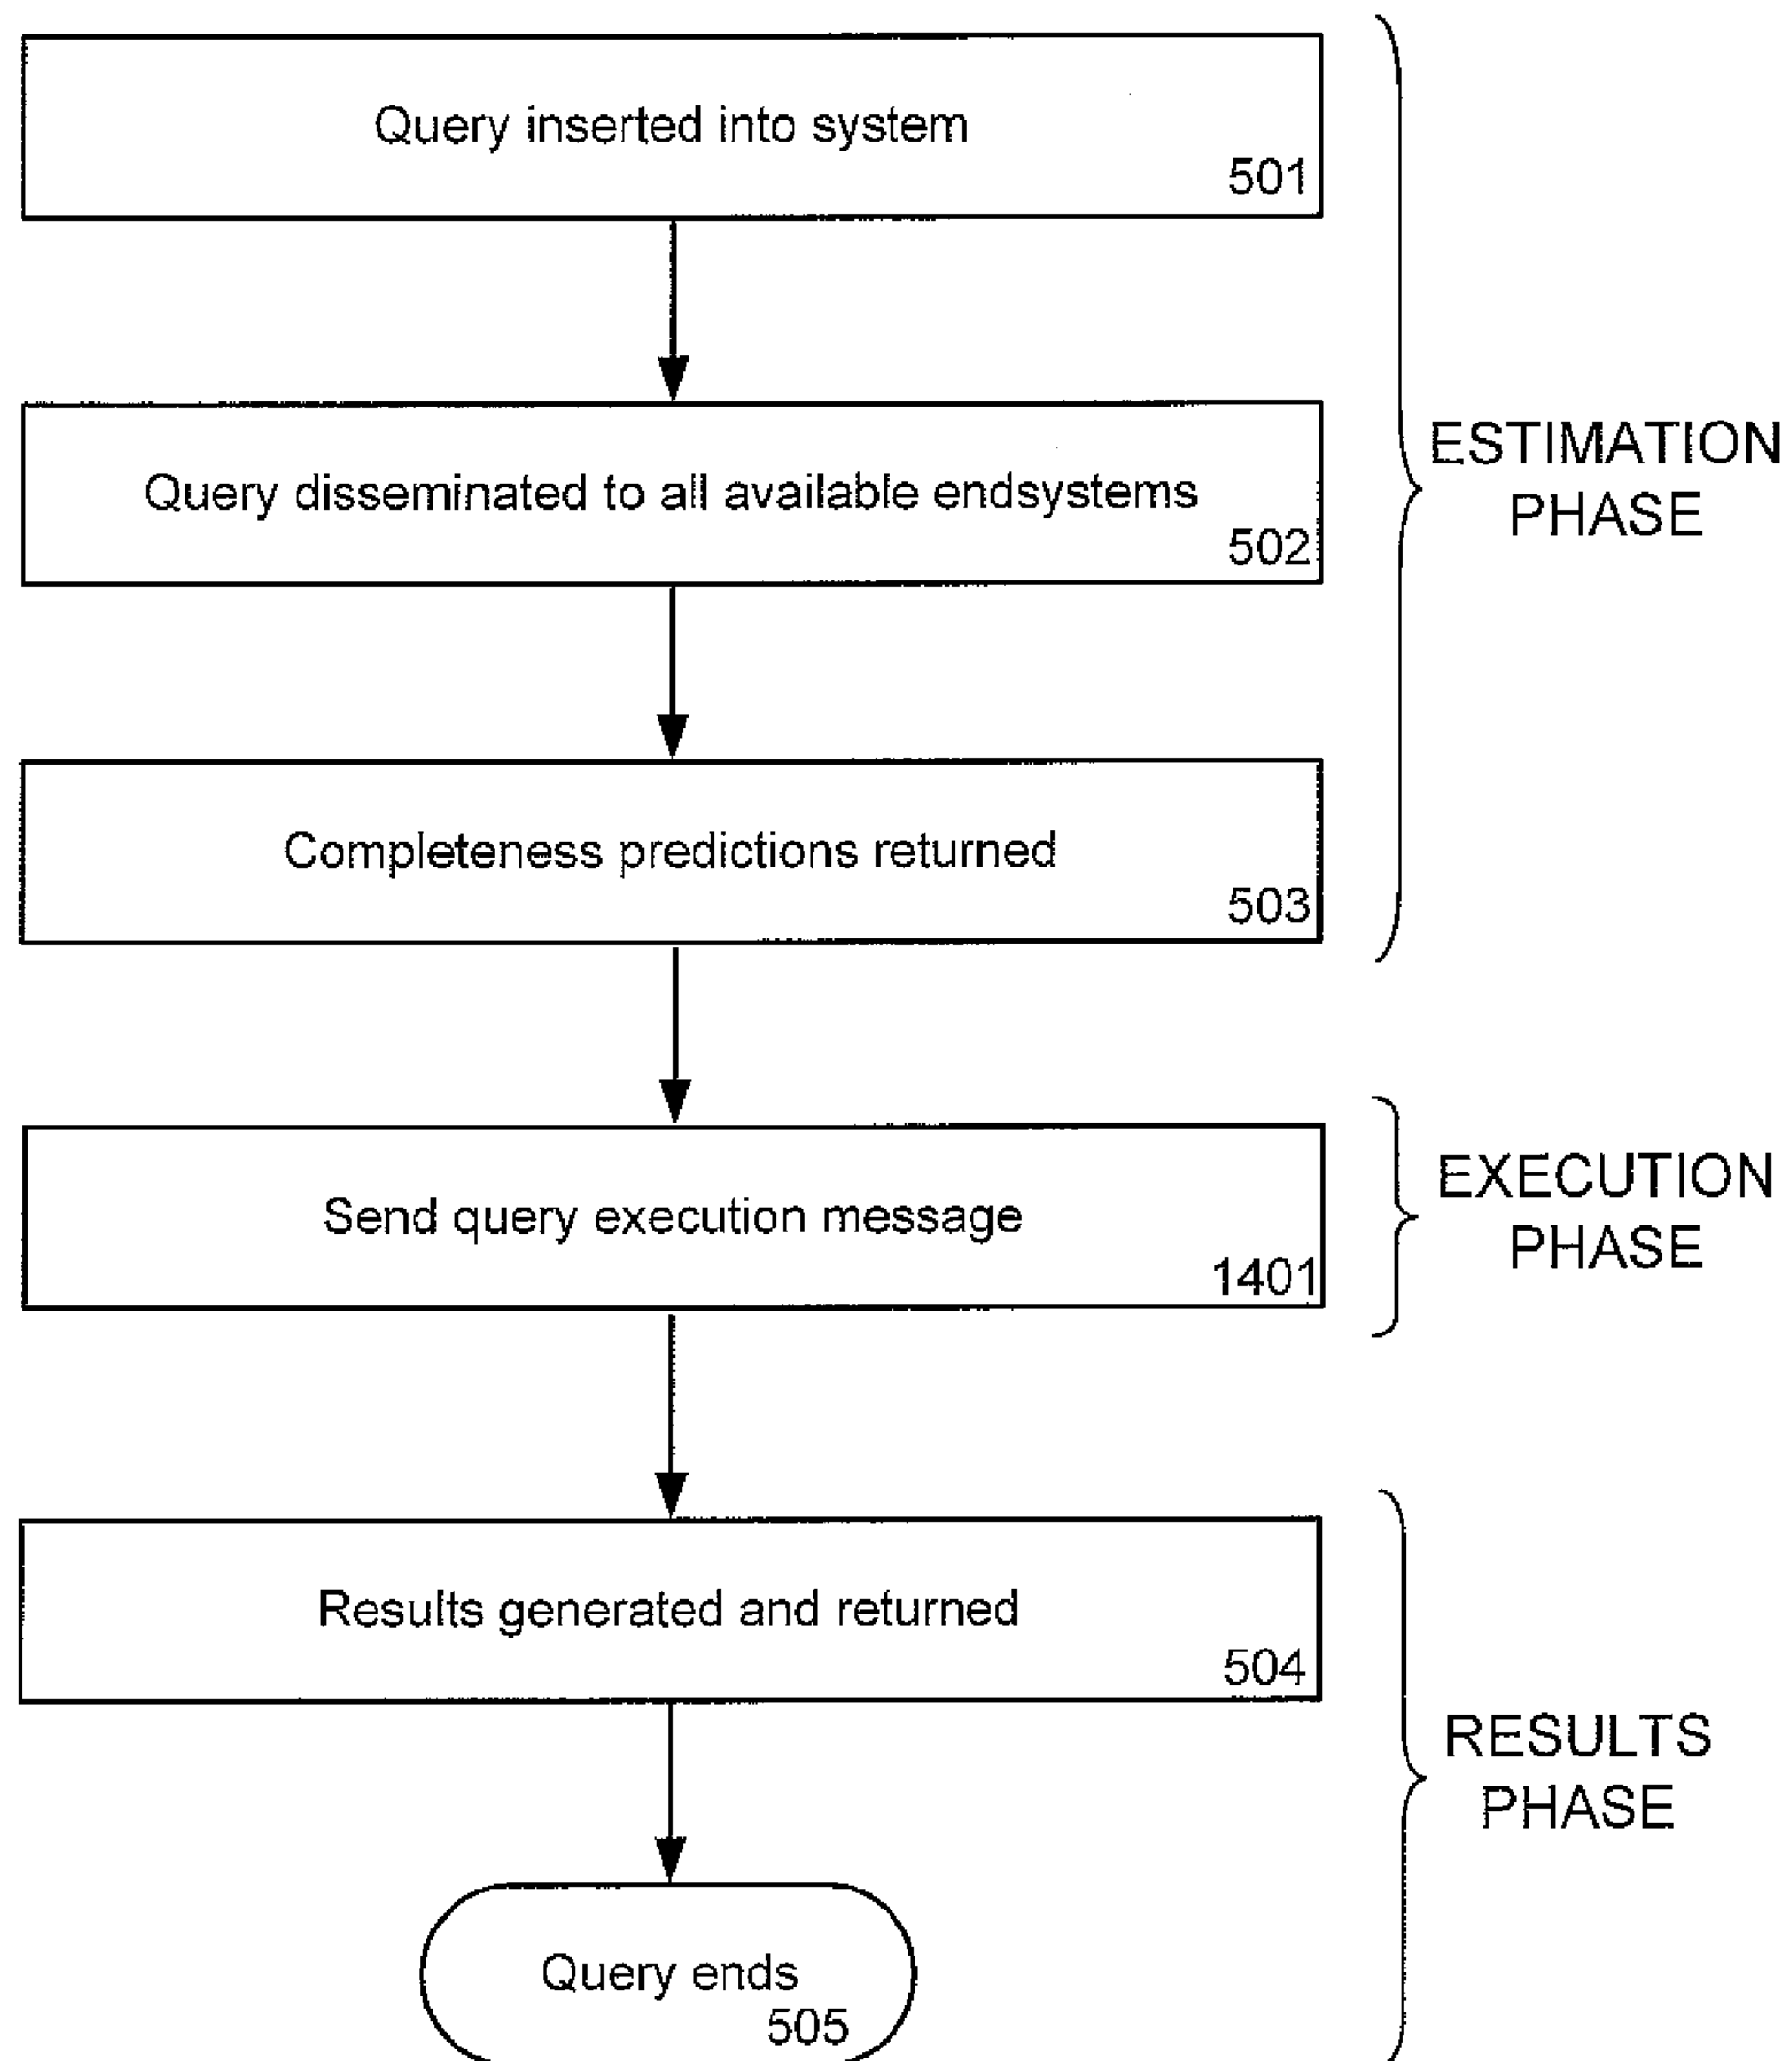 Query inserted into system
501
Query disseminated to all available endsystems
502
ESTIMATION
PHASE
Completeness predictions returned
503
Send query execution message
1401
EXECUTION
PHASE
Results generated and returned
504
RESULTS
PHASE
Query ends
505